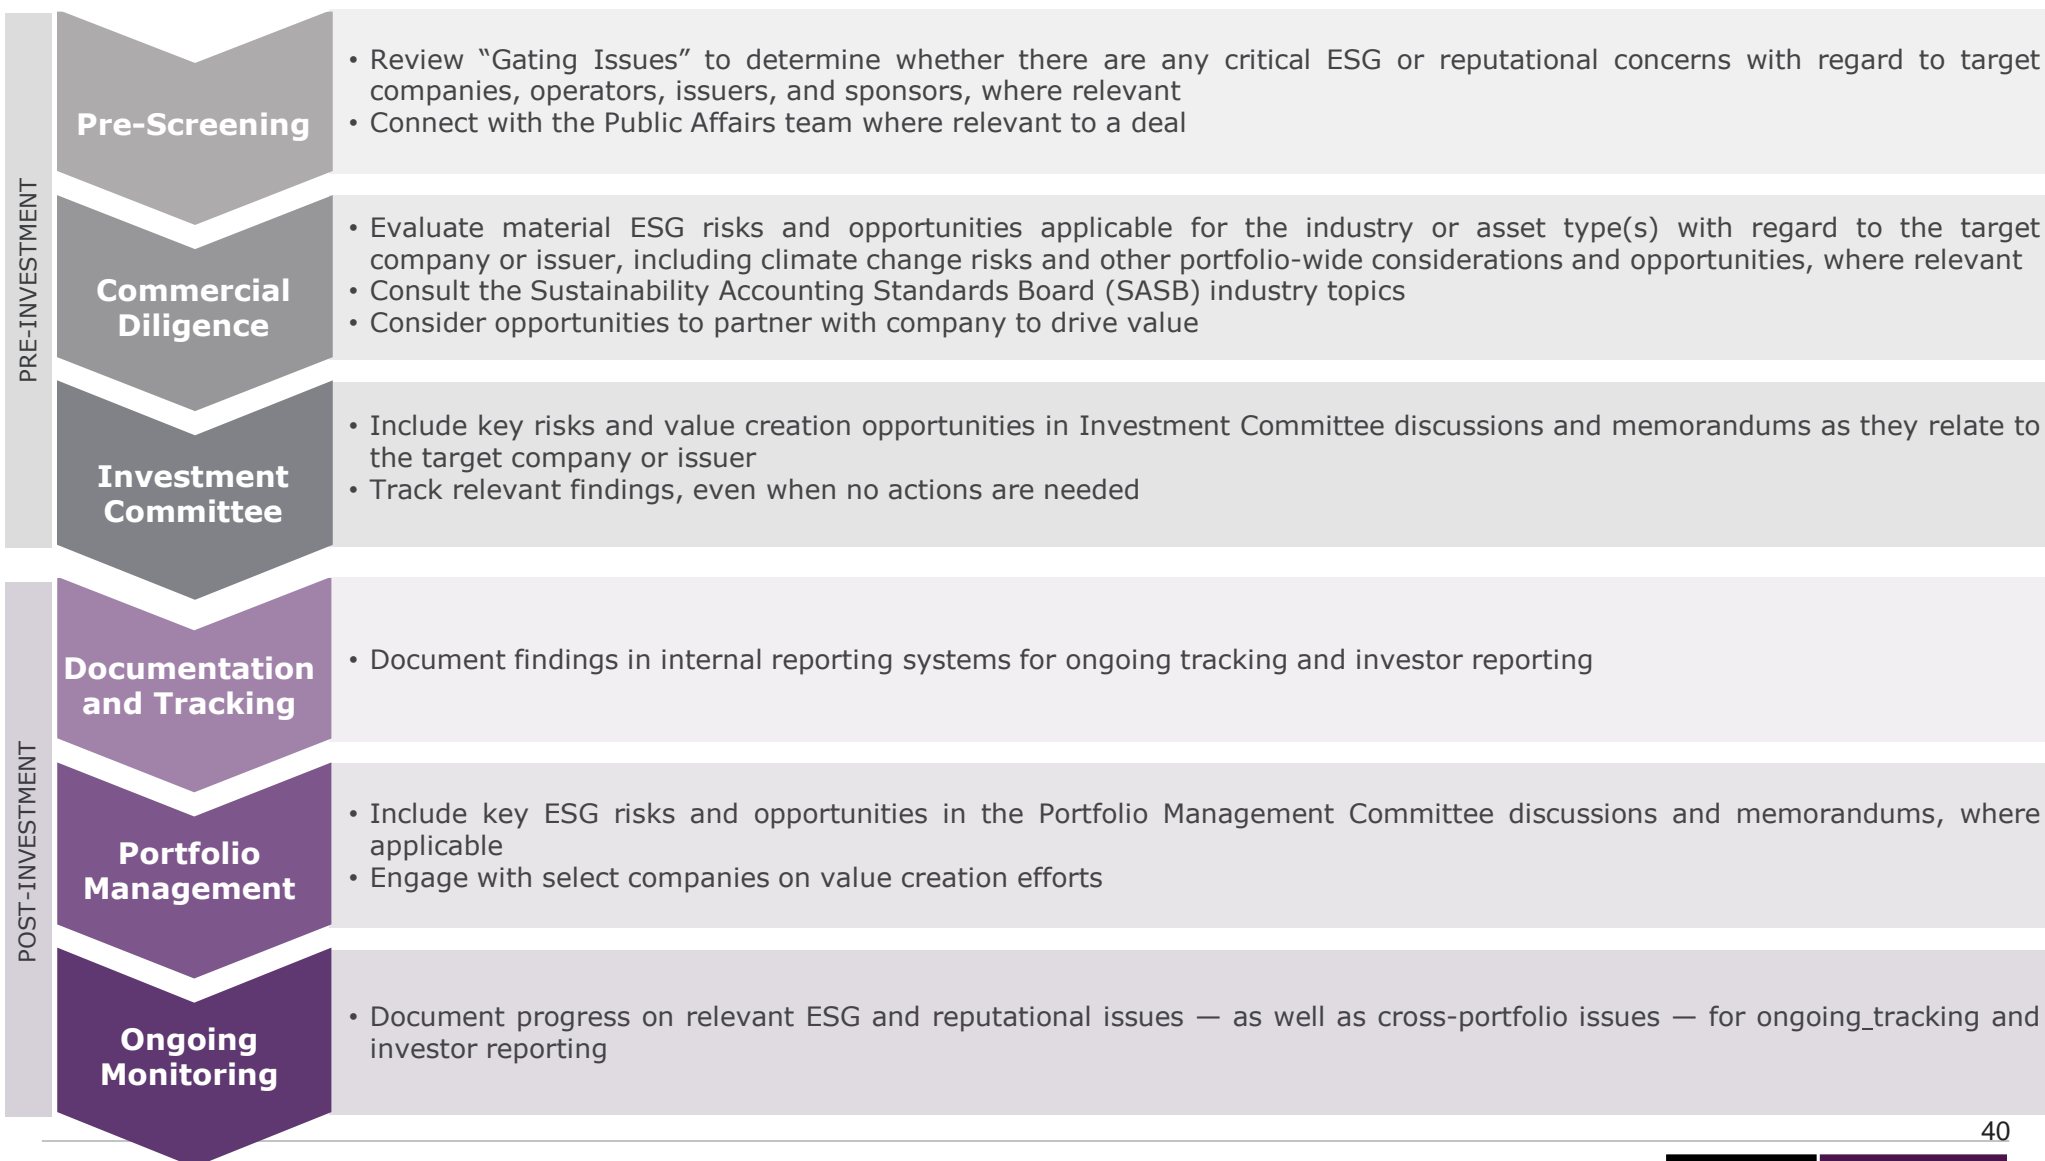 PRE-INVESTMENT
Pre-Screening
• Review “Gating Issues” to determine whether there are any critical ESG or reputational concerns with regard to target
companies, operators, issuers, and sponsors, where relevant
• Connect with the Public Affairs team where relevant to a deal
Commercial
Diligence
• Evaluate material ESG risks and opportunities applicable for the industry or asset type(s) with regard to the target
company or issuer, including climate change risks and other portfolio-wide considerations and opportunities, where relevant
• Consult the Sustainability Accounting Standards Board (SASB) industry topics
• Consider opportunities to partner with company to drive value
Investment
Committee
• Include key risks and value creation opportunities in Investment Committee discussions and memorandums as they relate to
the target company or issuer
• Track relevant findings, even when no actions are needed
POST-INVESTMENT
Documentation
and Tracking
• Document findings in internal reporting systems for ongoing tracking and investor reporting
Portfolio
Management
• Include key ESG risks and opportunities in the Portfolio Management Committee discussions and memorandums, where
applicable
• Engage with select companies on value creation efforts
Ongoing
Monitoring
• Document progress on relevant ESG and reputational issues — as well as cross-portfolio issues — for ongoing tracking and
investor reporting
40